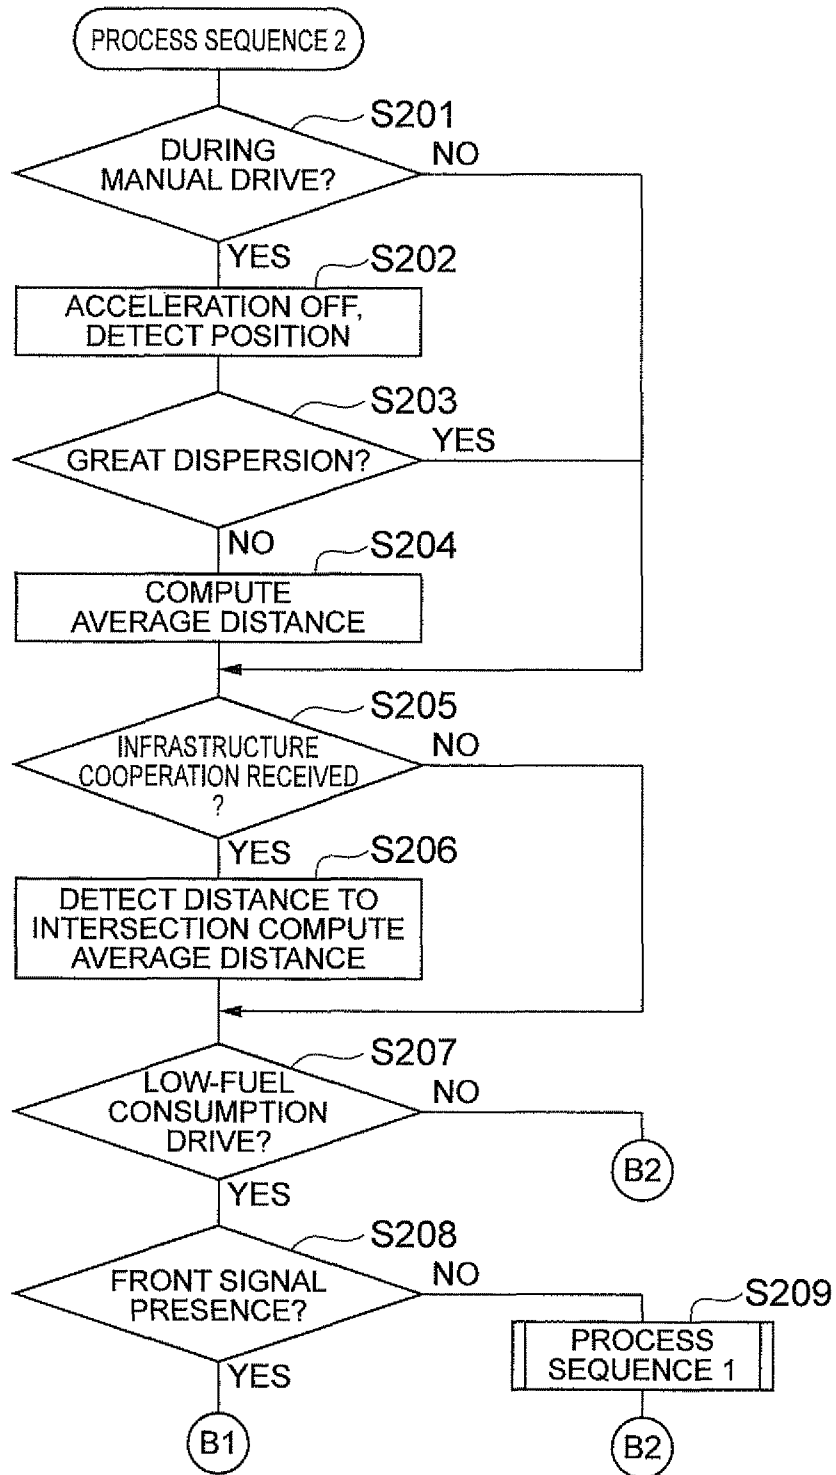 PROCESS SEQUENCE 2
S201
DURING
MANUAL DRIVE?
NO
YES
S202
ACCELERATION OFF,
DETECT POSITION
S203
GREAT DISPERSION?
YES
NO
S204
COMPUTE
AVERAGE DISTANCE
S205
INFRASTRUCTURE
COOPERATION RECEIVED
?
NO
YES
S206
DETECT DISTANCE TO
INTERSECTION COMPUTE
AVERAGE DISTANCE
S207
LOW-FUEL
CONSUMPTION
DRIVE?
NO
B2
YES
S208
FRONT SIGNAL
PRESENCE?
NO
S209
PROCESS
SEQUENCE 1
YES
B1
B2